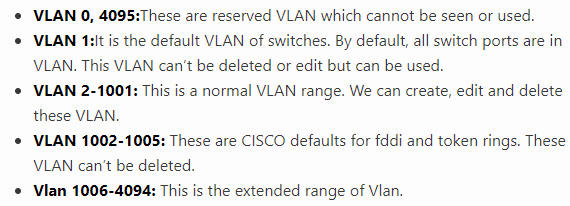 • VLAN 0, 4095:These are reserved VLAN which cannot be seen or used.
• VLAN 1:It is the default VLAN of switches. By default, all switch ports are in
VLAN. This VLAN can't be deleted or edit but can be used.
• VLAN 2-1001: This is a normal VLAN range. We can create, edit and delete
these VLAN.
• VLAN 1002-1005: These are CISCO defaults for fddi and token rings. These
VLAN can't be deleted.
• Vlan 1006-4094: This is the extended range of Vlan.